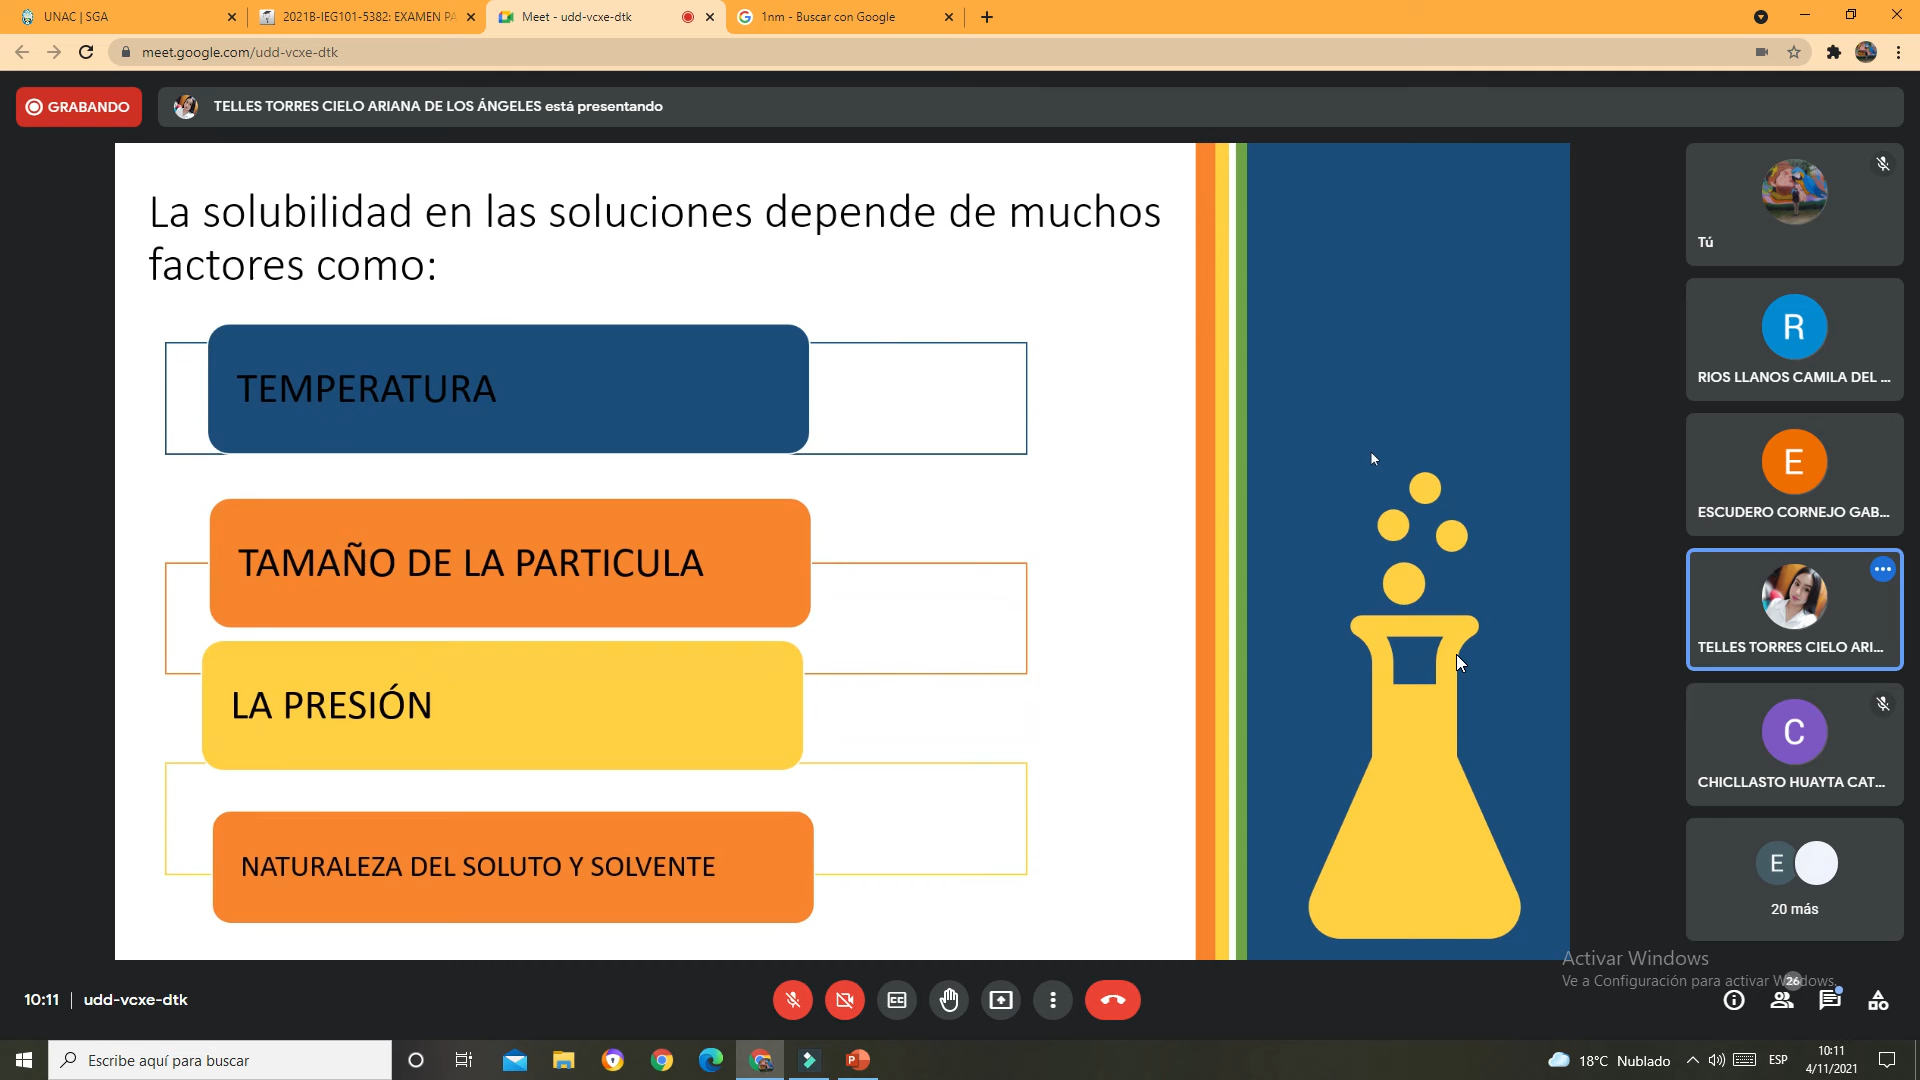 UNAC | SGA
2021B-IEG101-5382: EXAMEN PA
Meet - udd-vcxe-dtk
1nm - Buscar con Google
meet.google.com/udd-vcxe-dtk
GRABANDO
TELLES TORRES CIELO ARIANA DE LOS ÁNGELES está presentando
La solubilidad en las soluciones depende de muchos
factores como:
TEMPERATURA
TAMAÑO DE LA PARTICULA
LA PRESIÓN
NATURALEZA DEL SOLUTO Y SOLVENTE
Tú
R
RIOS LLANOS CAMILA DEL ...
E
ESCUDERO CORNEJO GAB...
TELLES TORRES CIELO ARI...
C
CHICLLASTO HUAYTA CAT...
E
20 más
Activar Windows
Ve a Configuración para activar Windows.
26
10:11 | udd-vcxe-dtk
Escribe aquí para buscar
18°C Nublado
ESP
10:11
4/11/2021